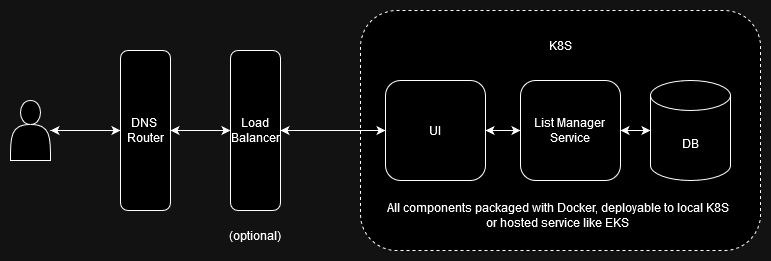 K8S
DNS
Router
Load
Balancer
UI
List Manager
Service
DB
(optional)
All components packaged with Docker, deployable to local K8S
or hosted service like EKS